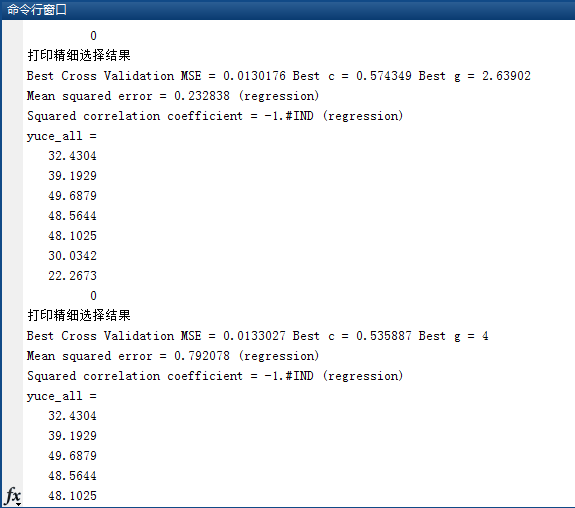 命令行窗口
0
打印精细选择结果
Best Cross Validation MSE = 0.0130176 Best c = 0.574349 Best g = 2.63902
Mean squared error = 0.232838 (regression)
Squared correlation coefficient = -1.#IND (regression)
yuce_all =
32.4304
39.1929
49.6879
48.5644
48.1025
30.0342
22.2673
0
打印精细选择结果
Best Cross Validation MSE = 0.0133027 Best c = 0.535887 Best g = 4
Mean squared error = 0.792078 (regression)
Squared correlation coefficient = -1.#IND (regression)
yuce_all =
32.4304
39.1929
49.6879
48.5644
fx 48.1025